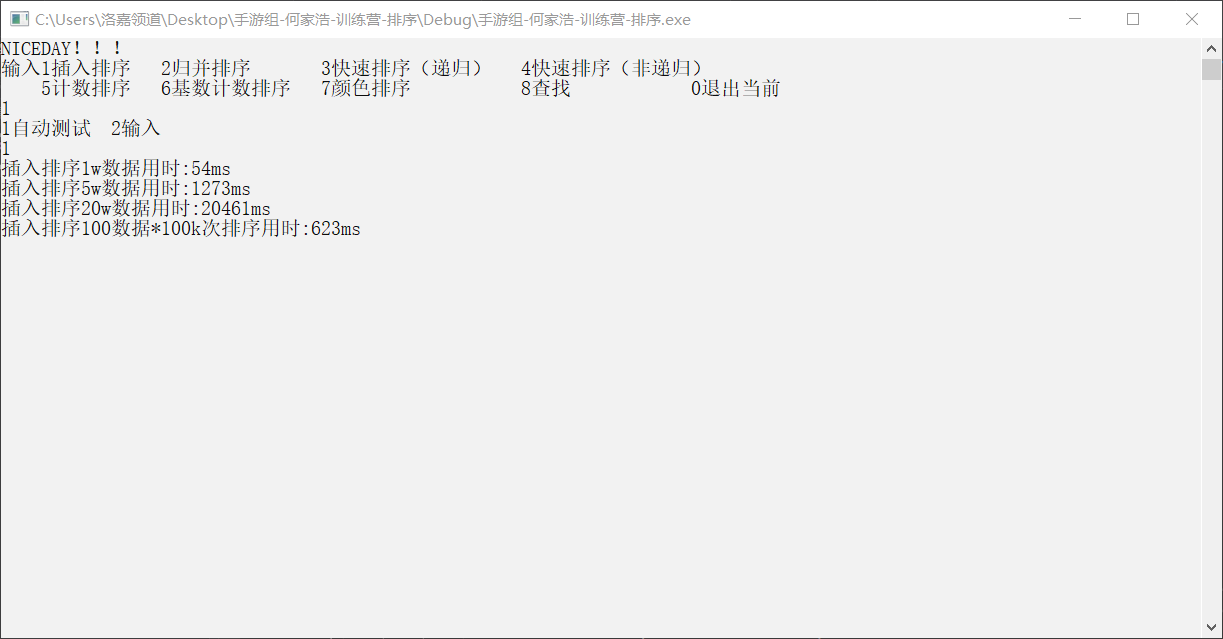 C:\Users\洛嘉领道\Desktop\手游组-何家浩-训练营-排序\Debug\手游组-何家浩-训练营-排序.exe
NICEDAY！！！
输入1插入排序   2归并排序       3快速排序（递归）   4快速排序（非递归）
    5计数排序   6基数计数排序   7颜色排序           8查找            0退出当前
1
1自动测试  2输入
1
插入排序1w数据用时:54ms
插入排序5w数据用时:1273ms
插入排序20w数据用时:20461ms
插入排序100数据*100k次排序用时:623ms